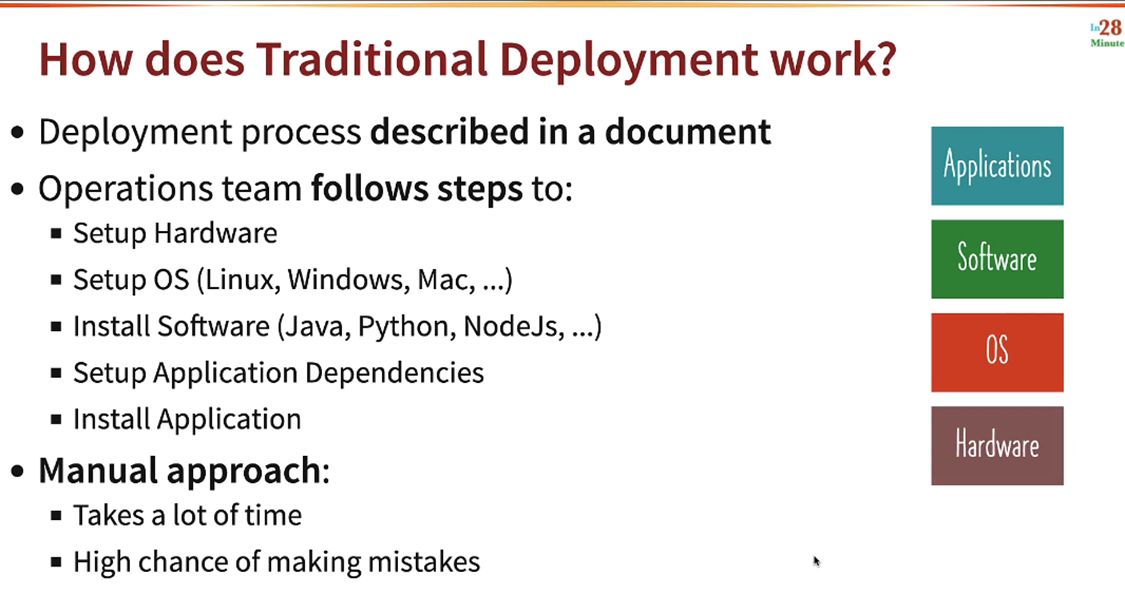 In28
Minute
How does Traditional Deployment work?
• Deployment process described in a document
• Operations team follows steps to:
▪ Setup Hardware
▪ Setup OS (Linux, Windows, Mac, ...)
▪ Install Software (Java, Python, NodeJs, ...)
▪ Setup Application Dependencies
▪ Install Application
• Manual approach:
▪ Takes a lot of time
▪ High chance of making mistakes
Applications
Software
OS
Hardware